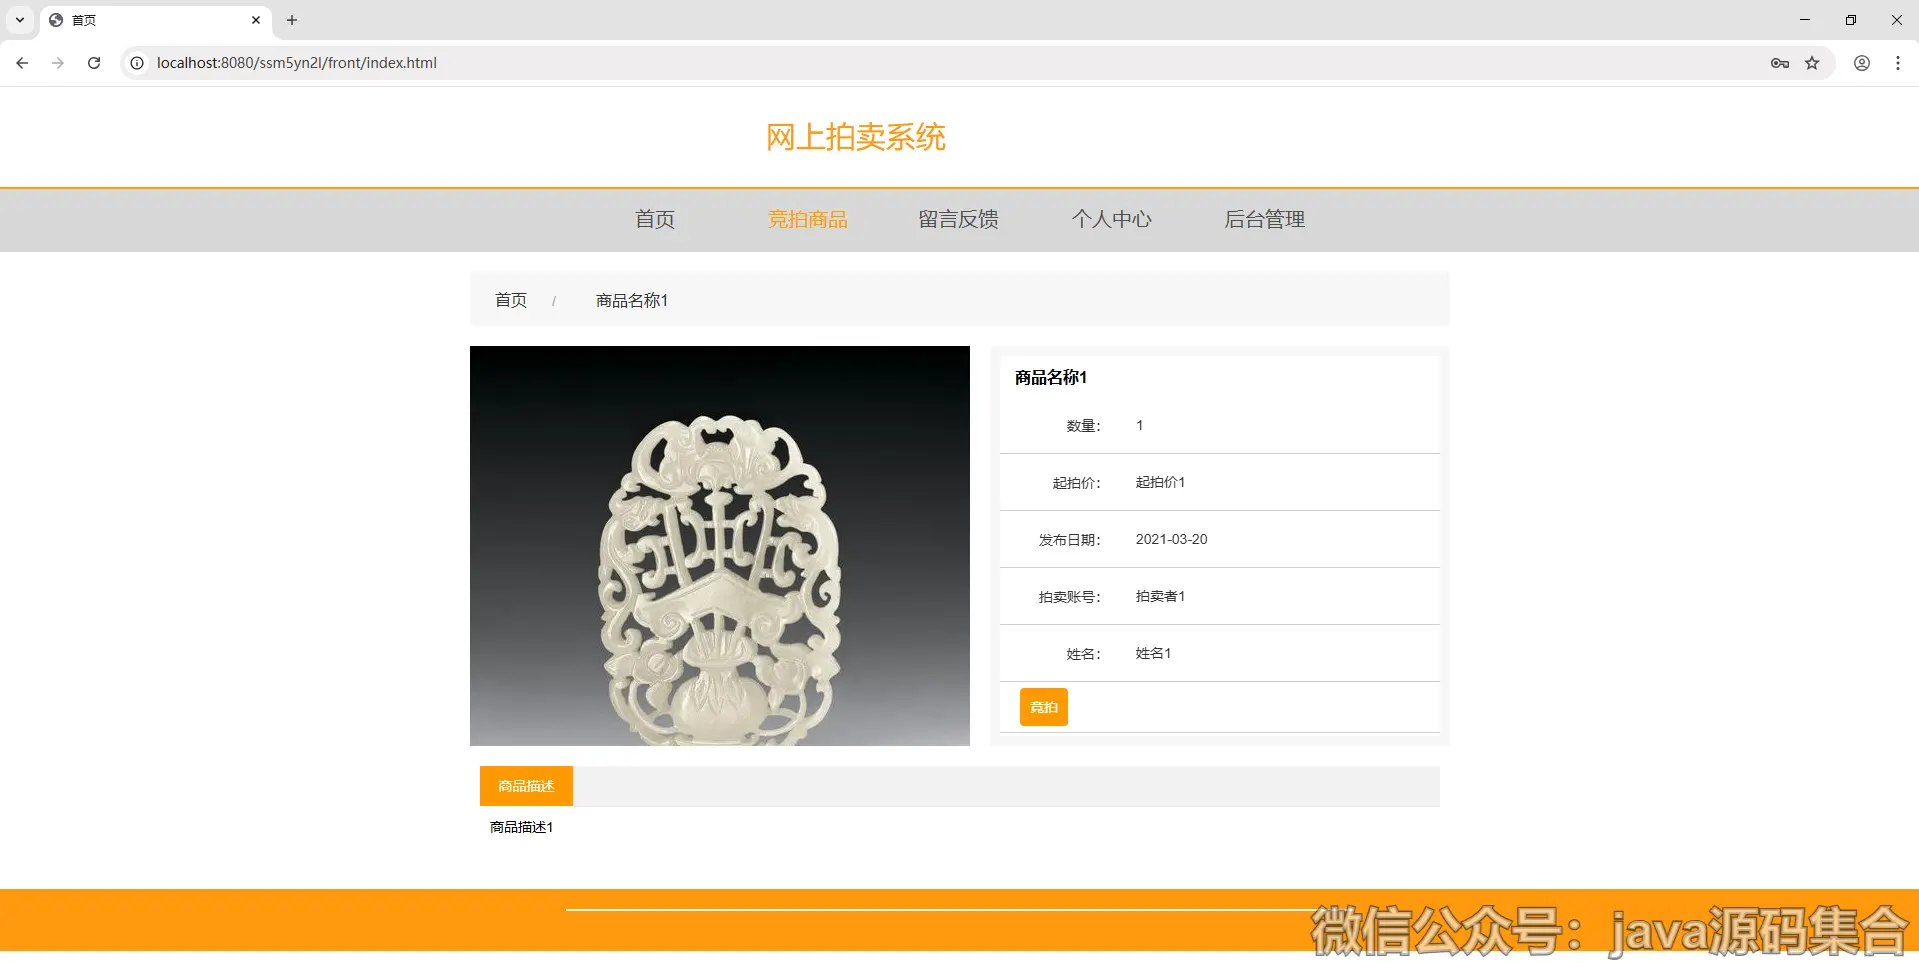 首页
localhost:8080/ssm5yn2l/front/index.html
网上拍卖系统
首页 竞拍商品 留言反馈 个人中心 后台管理
首页 / 商品名称1
商品名称1
数量： 1
起拍价： 起拍价1
发布日期： 2021-03-20
拍卖账号： 拍卖者1
姓名： 姓名1
竞拍
商品描述
商品描述1
微信公众号：java源码集合